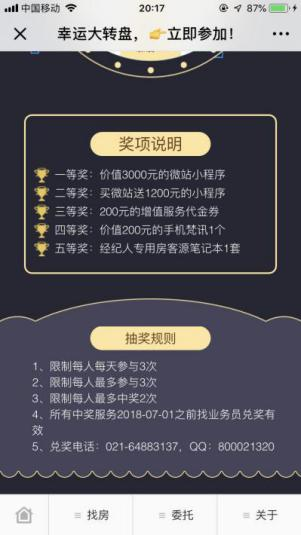 中国移动
20:17
87%
幸运大转盘，👉立即参加！
奖项说明
一等奖：价值3000元的微站小程序
二等奖：买微站送1200元的小程序
三等奖：200元的增值服务代金券
四等奖：价值200元的手机梵讯1个
五等奖：经纪人专用房客源笔记本1套
抽奖规则
1、限制每人每天参与3次
2、限制每人最多参与3次
3、限制每人最多中奖2次
4、所有中奖服务2018-07-01之前找业务员兑奖有
效
5、兑奖电话：021-64883137，QQ：800021320
找房
委托
关于